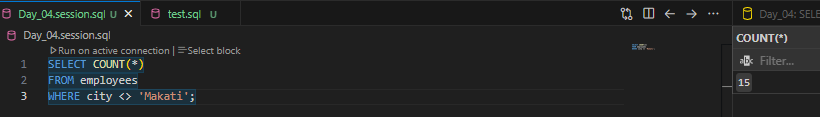 Day_04.session.sql U
test.sql U
Day_04: SELE
Day_04.session.sql
Run on active connection | Select block
1 SELECT COUNT(*)
2 FROM employees
3 WHERE city <> 'Makati';
COUNT(*)
Filter...
15